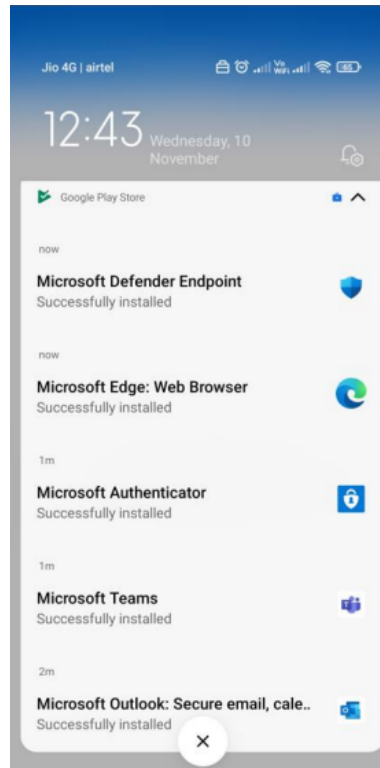 Jio 4G | airtel
Vo
WiFi
65
12:43
Wednesday, 10
November
Google Play Store
now
Microsoft Defender Endpoint
Successfully installed
now
Microsoft Edge: Web Browser
Successfully installed
1m
Microsoft Authenticator
Successfully installed
1m
Microsoft Teams
Successfully installed
2m
Microsoft Outlook: Secure email, cale..
Successfully installed